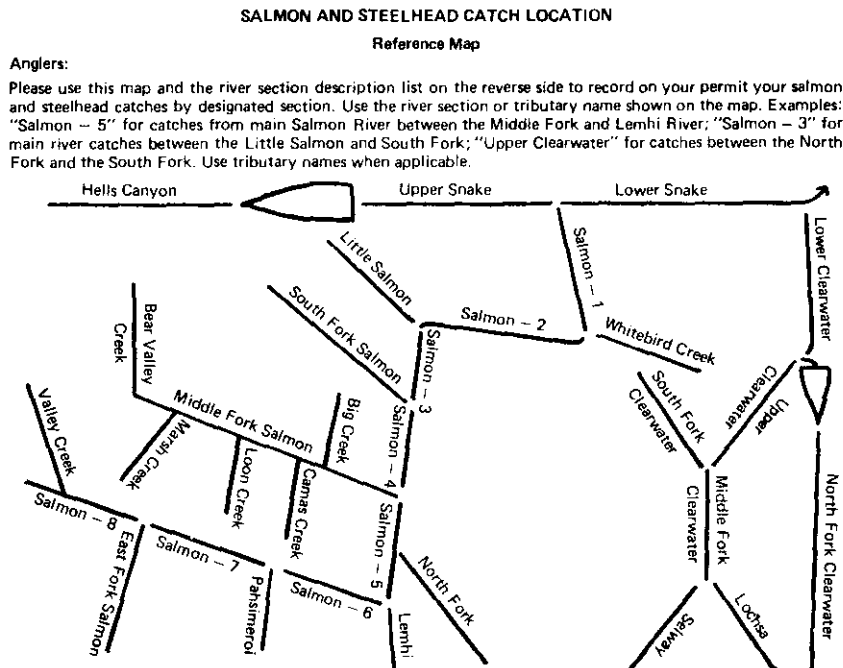 SALMON AND STEELHEAD CATCH LOCATION
Reference Map
Anglers:
Please use this map and the river section description list on the reverse side to record on your permit your salmon
and steelhead catches by designated section. Use the river section or tributary name shown on the map. Examples:
"Salmon — 5" for catches from main Salmon River between the Middle Fork and Lemhi River; "Salmon — 3" for
main river catches between the Little Salmon and South Fork; "Upper Clearwater" for catches between the North
Fork and the South Fork. Use tributary names when applicable.
Hells Canyon
Upper Snake
Lower Snake
Lower Clearwater
Little Salmon
Salmon — 1
South Fork Salmon
Salmon — 2
Whitebird Creek
Bear Valley
Creek
Salmon — 3
Upper
Clearwater
South Fork
Clearwater
Valley Creek
Middle Fork Salmon
Big Creek
Marsh Creek
Salmon — 4
Loon Creek
Camas Creek
Middle Fork
Clearwater
North Fork Clearwater
Salmon — 8
Salmon — 5
East Fork Salmon
Salmon — 7
North Fork
Pahsimeroi
Salmon — 6
Lemhi
Selway
Lochsa